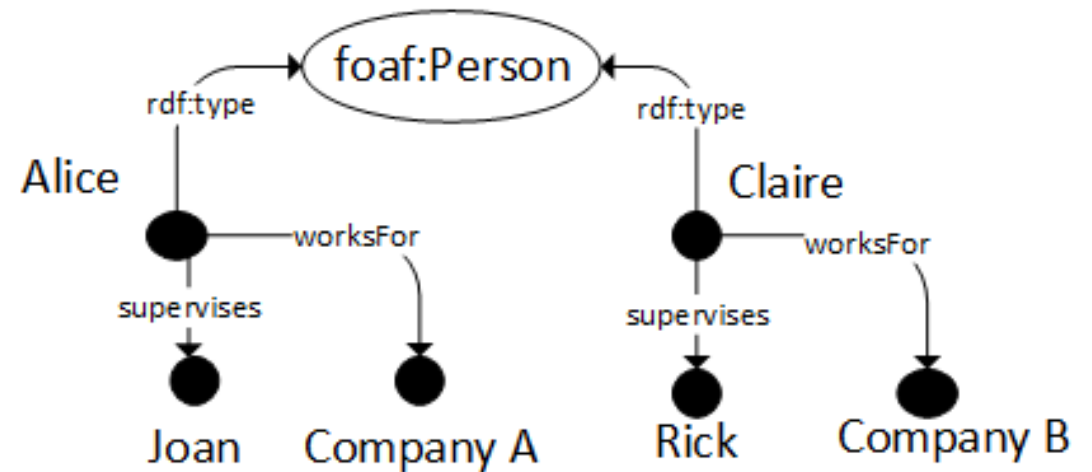 foaf:Person
rdf:type
rdf:type
Alice
Claire
worksFor
worksFor
supervises
supervises
Joan
Company A
Rick
Company B